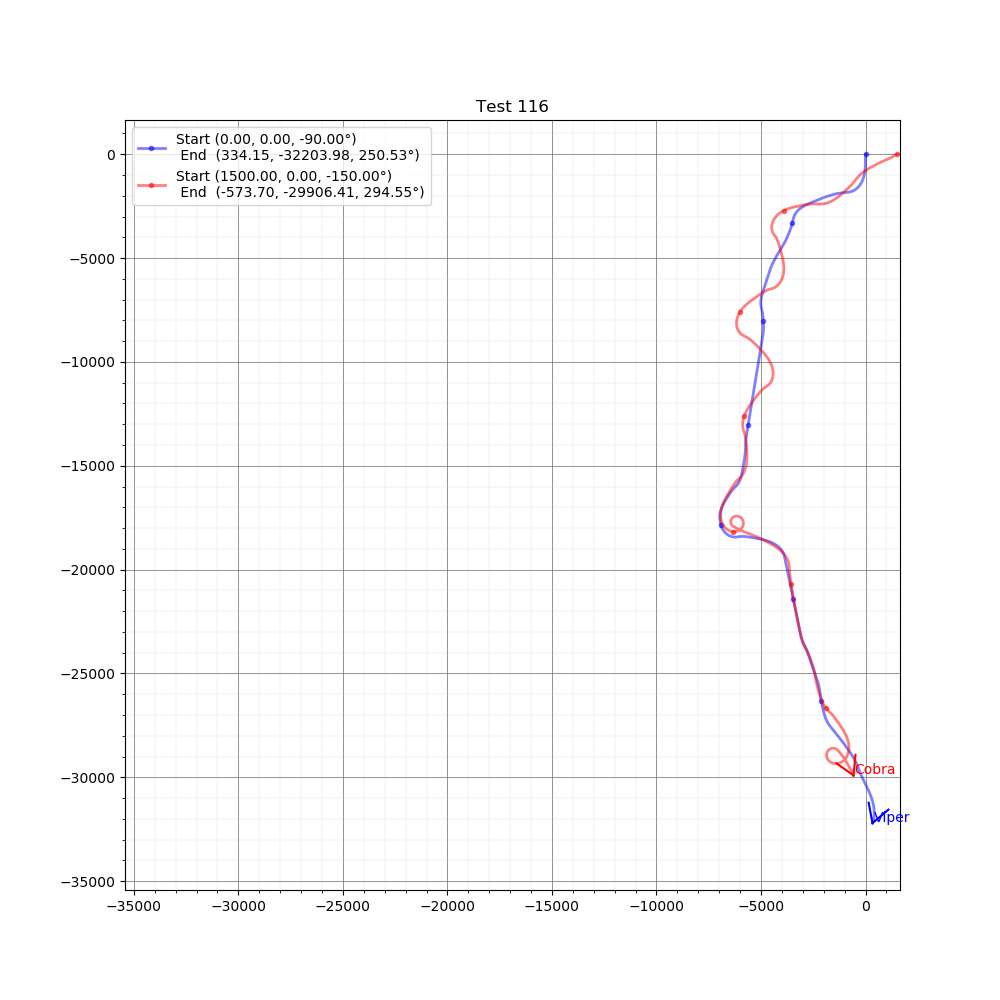 Test 116
Start (0.00, 0.00, -90.00°)
End  (334.15, -32203.98, 250.53°)
Start (1500.00, 0.00, -150.00°)
End  (-573.70, -29906.41, 294.55°)
0
−5000
−10000
−15000
−20000
−25000
−30000
−35000
Cobra
Viper
−35000
−30000
−25000
−20000
−15000
−10000
−5000
0